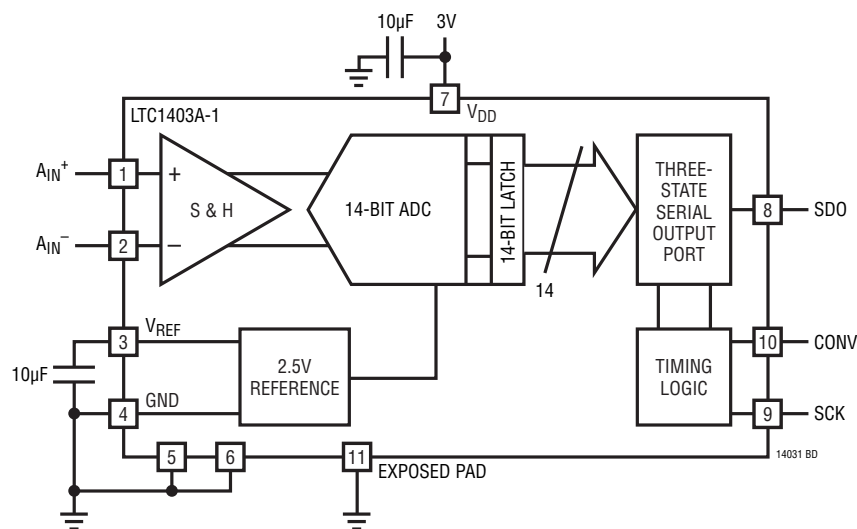 10µF 3V
7
LTC1403A-1
VDD
AIN+
1
+
S & H
14-BIT ADC
14-BIT LATCH
THREE-
STATE
SERIAL
OUTPUT
PORT
8
SDO
AIN–
2
–
14
3
VREF
10µF
2.5V
REFERENCE
4
GND
TIMING
LOGIC
10
CONV
9
SCK
5
6
11
EXPOSED PAD
14031 BD